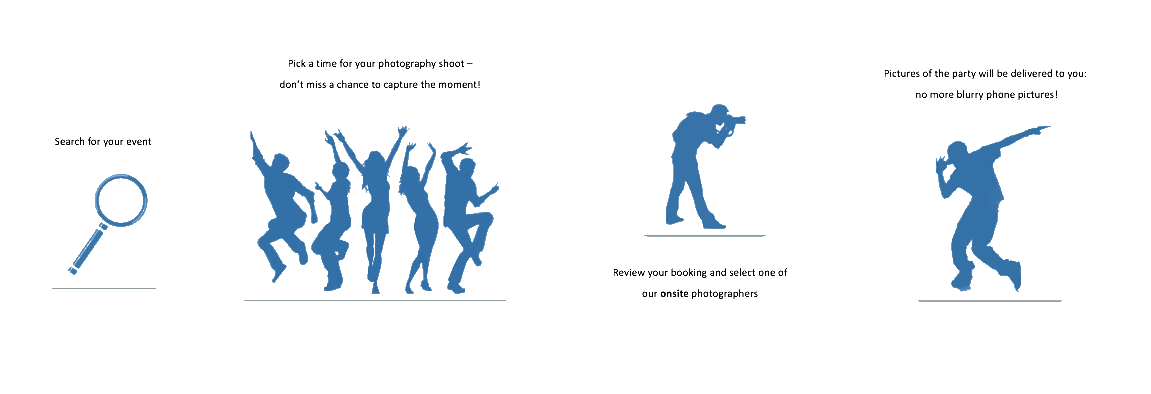 Search for your event
Pick a time for your photography shoot –
don't miss a chance to capture the moment!
Review your booking and select one of
our onsite photographers
Pictures of the party will be delivered to you:
no more blurry phone pictures!